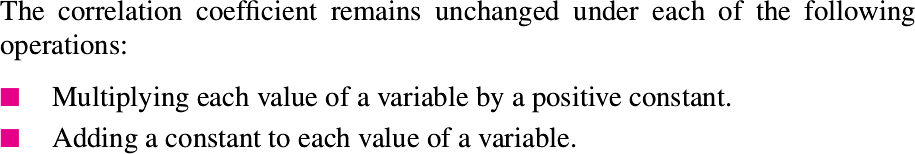 The correlation coefficient remains unchanged under each of the following
operations:
■ Multiplying each value of a variable by a positive constant.
■ Adding a constant to each value of a variable.